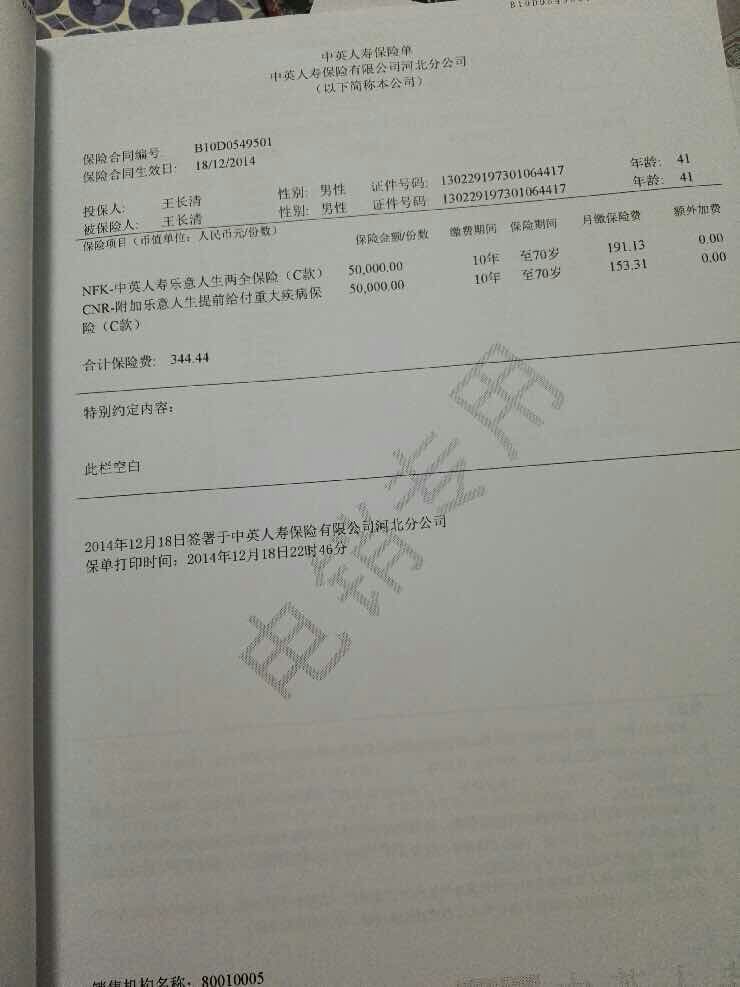 中英人寿保险单
中英人寿保险有限公司河北分公司
（以下简称本公司）
保险合同编号: B10D0549501
保险合同生效日: 18/12/2014
投保人: 王长清 性别: 男性 证件号码: 130229197301064417 年龄: 41
被保险人: 王长清 性别: 男性 证件号码: 130229197301064417 年龄: 41
保险项目（币值单位: 人民币元/份数） 保险金额/份数 缴费期间 保险期间 月缴保险费 额外加费
NFK-中英人寿乐意人生两全保险（C款） 50,000.00 10年 至70岁 191.13 0.00
CNR-附加乐意人生提前给付重大疾病保 50,000.00 10年 至70岁 153.31 0.00
险（C款）
合计保险费: 344.44
特别约定内容:
此栏空白
2014年12月18日签署于中英人寿保险有限公司河北分公司
保单打印时间: 2014年12月18日22时46分
电销专用
销售机构名称: 80010005